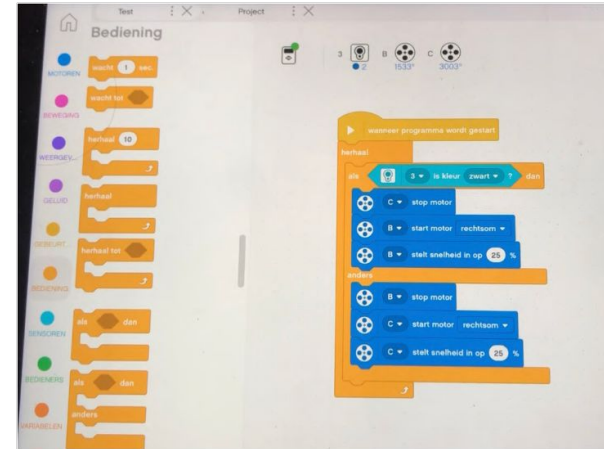 Test
Project
Bediening
3
2
B
1533°
C
3003°
MOTOREN
BEWEGING
WEERGEV...
GELUID
BEDIENING
SENSOREN
BEDIENERS
VARIABELEN
wacht 1 sec.
wacht tot
herhaal 10
herhaal
herhaal tot
als dan
als dan
anders
wanneer programma wordt gestart
herhaal
als 3 is kleur zwart ? dan
C stop motor
B start motor rechtsom
B stelt snelheid in op 25 %
anders
B stop motor
C start motor rechtsom
C stelt snelheid in op 25 %